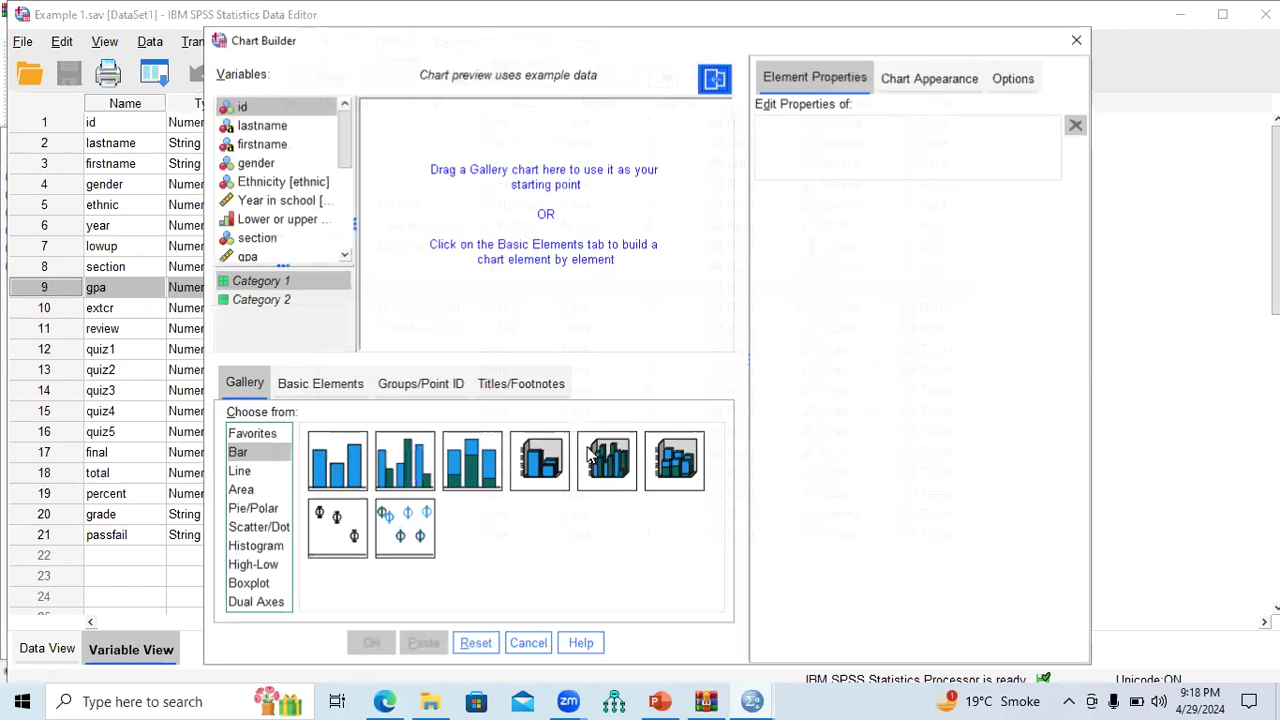 Example 1.sav [DataSet1] - IBM SPSS Statistics Data Editor
File Edit View Data Tran
Chart Builder
Variables:
Chart preview uses example data
id
lastname
firstname
gender
Ethnicity [ethnic]
Year in school [...
Lower or upper ...
section
gpa
Category 1
Category 2
Drag a Gallery chart here to use it as your
starting point
OR
Click on the Basic Elements tab to build a
chart element by element
Element Properties Chart Appearance Options
Edit Properties of:
Gallery Basic Elements Groups/Point ID Titles/Footnotes
Choose from:
Favorites
Bar
Line
Area
Pie/Polar
Scatter/Dot
Histogram
High-Low
Boxplot
Dual Axes
OK Paste Reset Cancel Help
Name Ty
1 id Numer
2 lastname String
3 firstname String
4 gender Numer
5 ethnic Numer
6 year Numer
7 lowup Numer
8 section Numer
9 gpa Numer
10 extcr Numer
11 review Numer
12 quiz1 Numer
13 quiz2 Numer
14 quiz3 Numer
15 quiz4 Numer
16 quiz5 Numer
17 final Numer
18 total Numer
19 percent Numer
20 grade String
21 passfail String
22
23
24
Data View Variable View
IBM SPSS Statistics Processor is ready
Unicode:ON
Type here to search
19°C Smoke
9:18 PM
4/29/2024